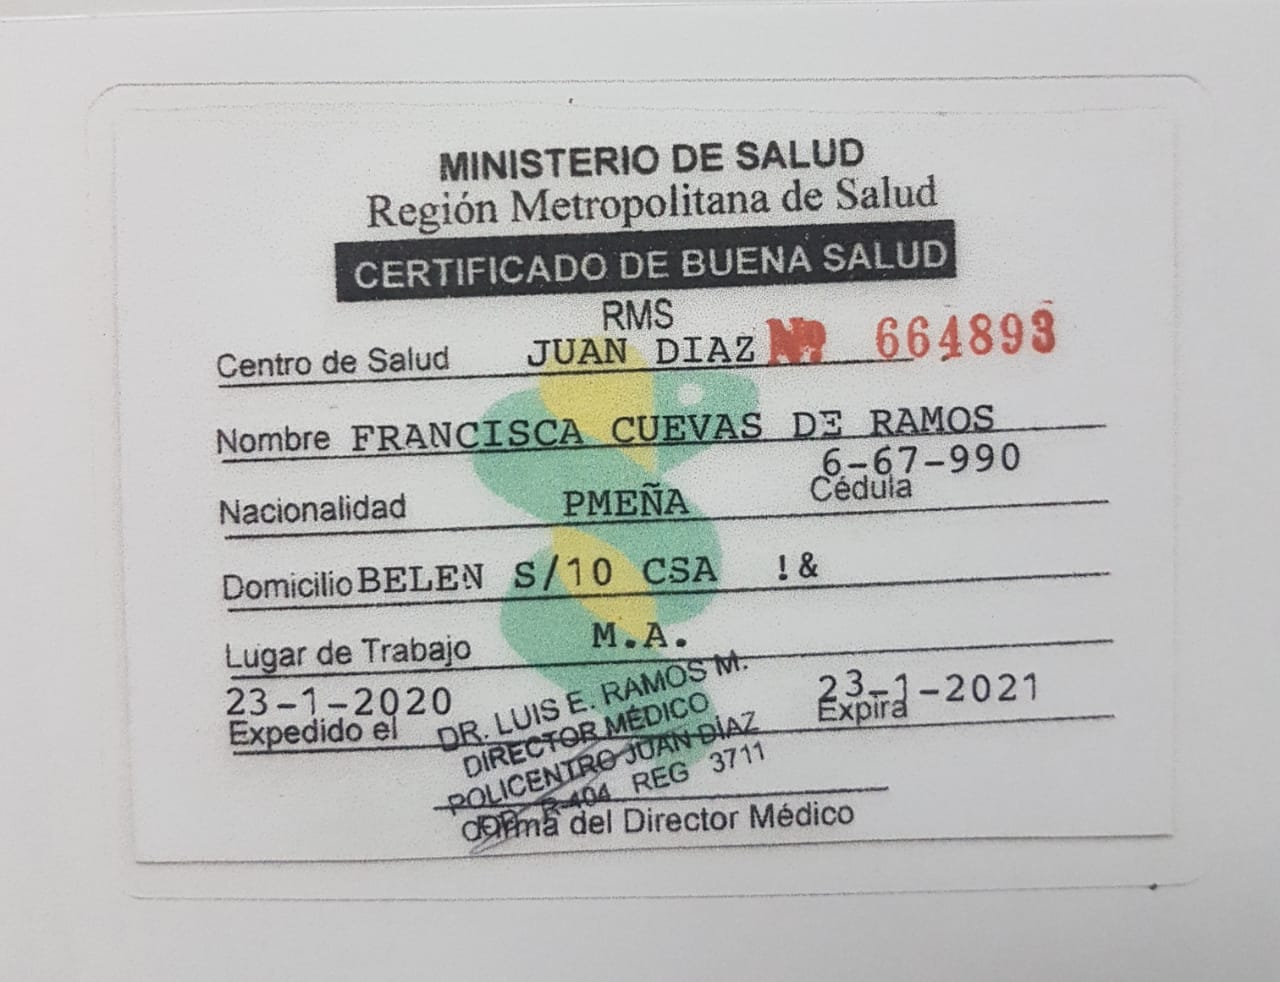 MINISTERIO DE SALUD
Región Metropolitana de Salud
CERTIFICADO DE BUENA SALUD
RMS
Centro de Salud JUAN DIAZ Nº 664893
Nombre FRANCISCA CUEVAS DE RAMOS
6-67-990
Nacionalidad PMEÑA Cédula
Domicilio BELEN S/10 CSA !&
Lugar de Trabajo M.A.
23-1-2020 23-1-2021
Expedido el Expira
DR. LUIS E. RAMOS M.
DIRECTOR MÉDICO
POLICENTRO JUAN DÍAZ
R-404 REG 3711
del Director Médico